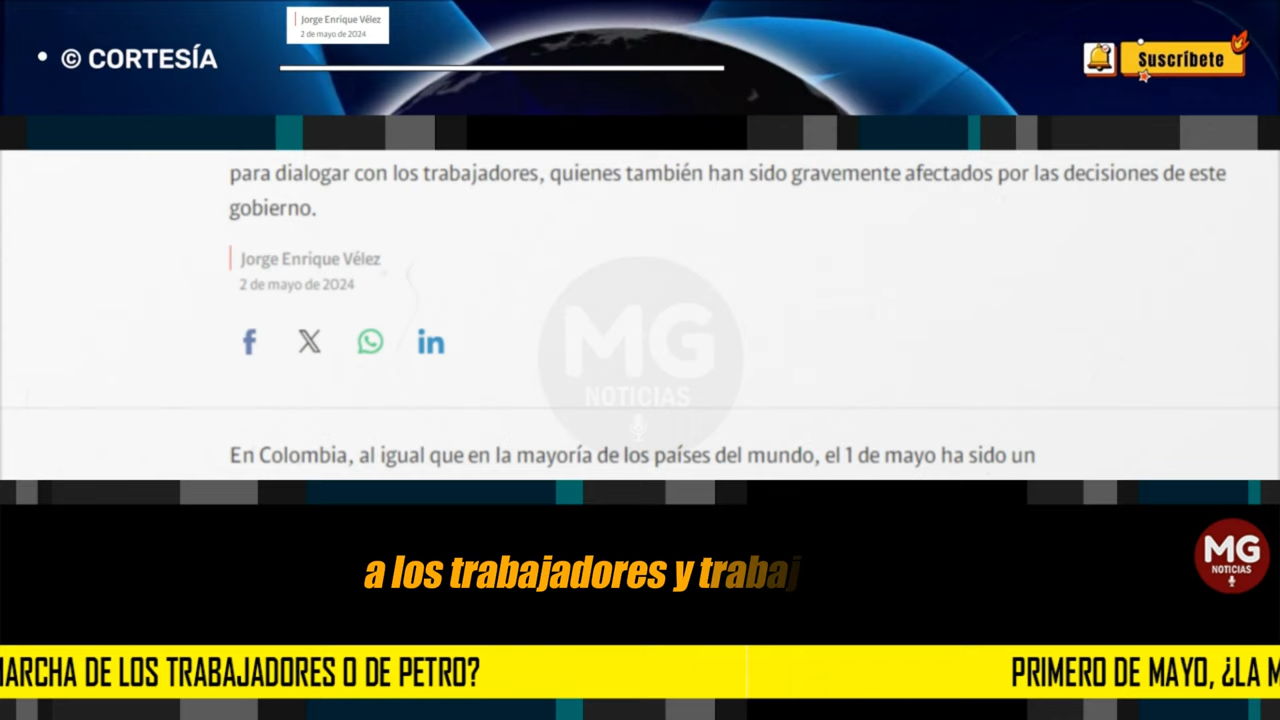 Jorge Enrique Vélez
2 de mayo de 2024
• © CORTESÍA
Suscríbete
para dialogar con los trabajadores, quienes también han sido gravemente afectados por las decisiones de este
gobierno.
Jorge Enrique Vélez
2 de mayo de 2024
MG
NOTICIAS
En Colombia, al igual que en la mayoría de los países del mundo, el 1 de mayo ha sido un
a los trabajadores y trabaj
MG
NOTICIAS
MARCHA DE LOS TRABAJADORES O DE PETRO?
PRIMERO DE MAYO, ¿LA M